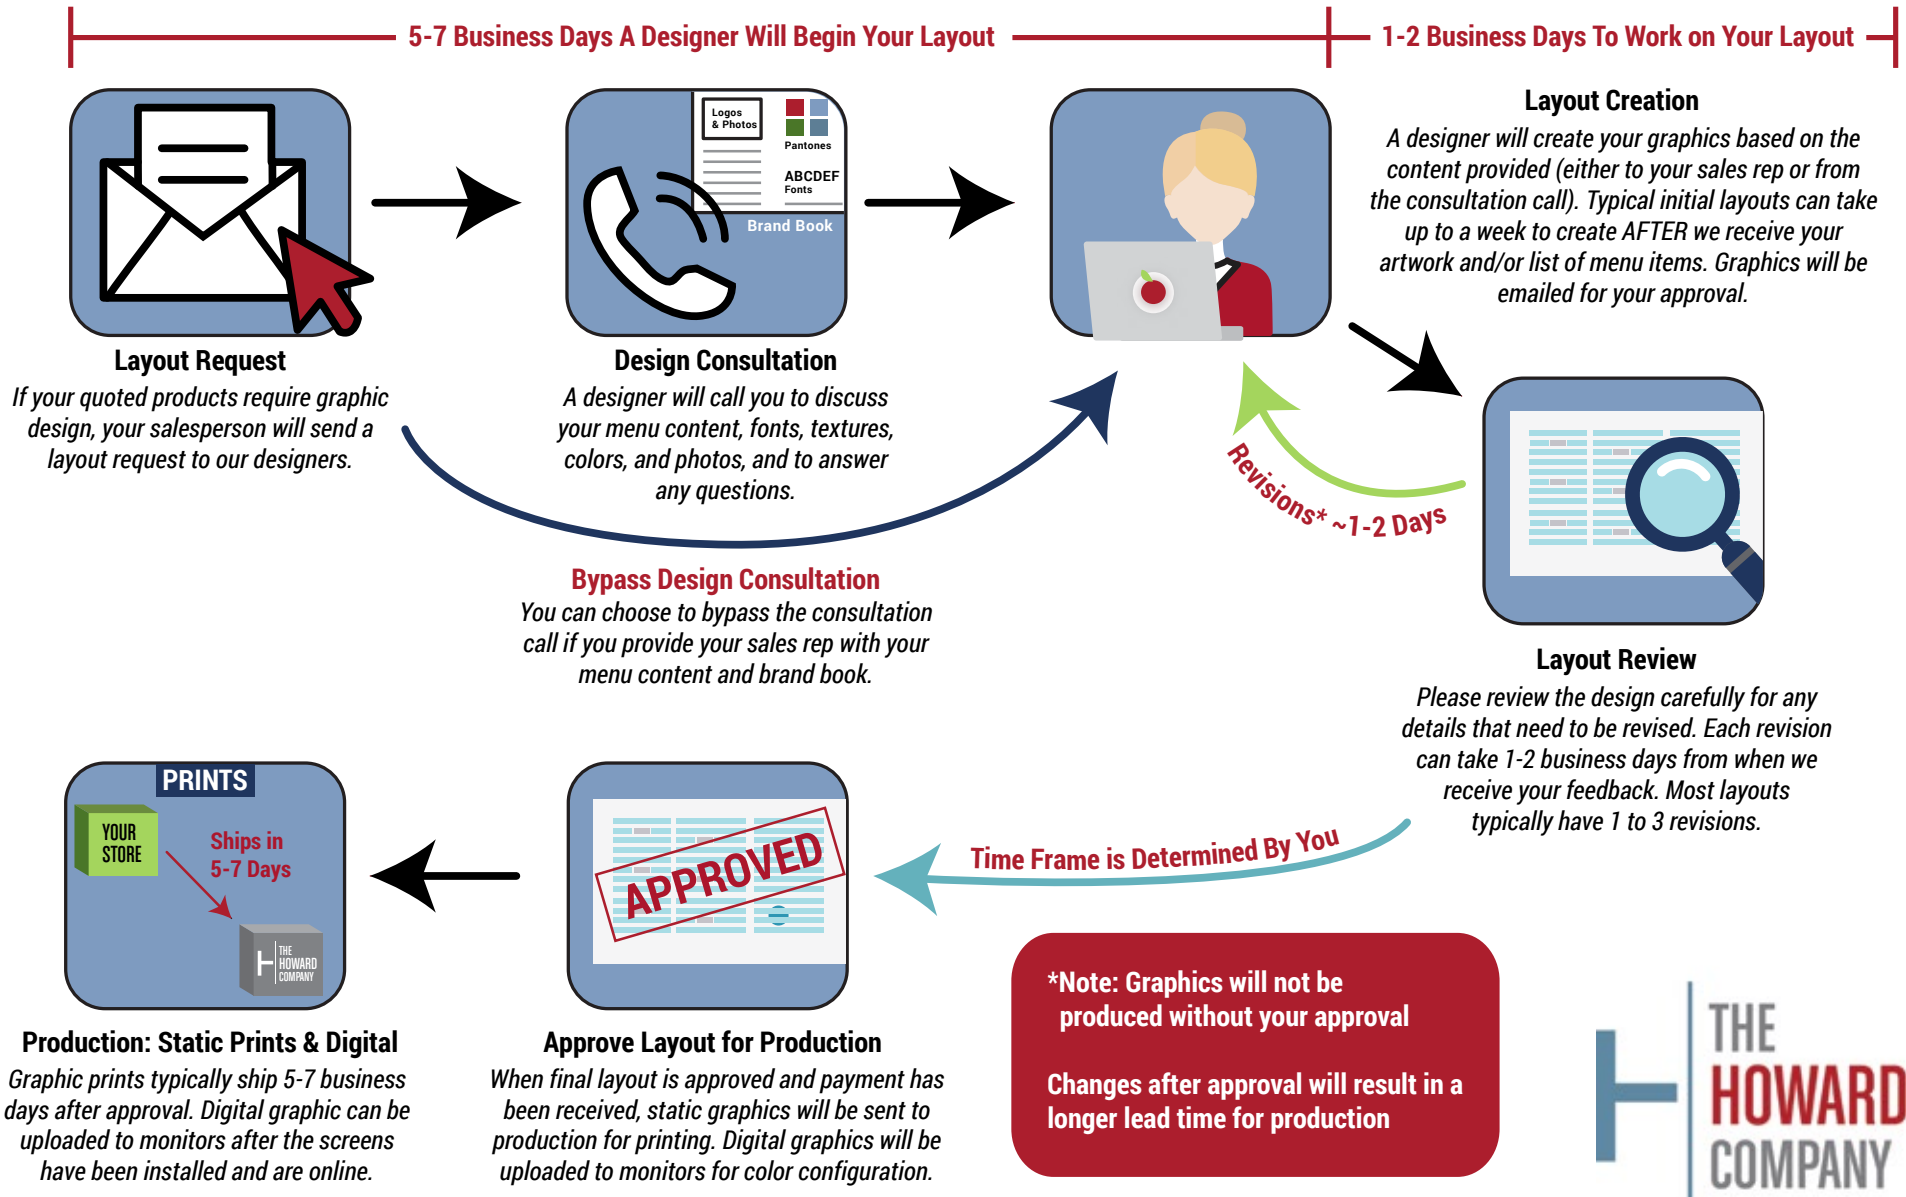 5-7 Business Days A Designer Will Begin Your Layout
1-2 Business Days To Work on Your Layout
Logos
& Photos
Pantones
ABCDEF
Fonts
Brand Book
Layout Request
If your quoted products require graphic
design, your salesperson will send a
layout request to our designers.
Design Consultation
A designer will call you to discuss
your menu content, fonts, textures,
colors, and photos, and to answer
any questions.
Layout Creation
A designer will create your graphics based on the
content provided (either to your sales rep or from
the consultation call). Typical initial layouts can take
up to a week to create AFTER we receive your
artwork and/or list of menu items. Graphics will be
emailed for your approval.
Revisions* ~1-2 Days
Bypass Design Consultation
You can choose to bypass the consultation
call if you provide your sales rep with your
menu content and brand book.
Layout Review
Please review the design carefully for any
details that need to be revised. Each revision
can take 1-2 business days from when we
receive your feedback. Most layouts
typically have 1 to 3 revisions.
Time Frame is Determined By You
APPROVED
Approve Layout for Production
When final layout is approved and payment has
been received, static graphics will be sent to
production for printing. Digital graphics will be
uploaded to monitors for color configuration.
PRINTS
YOUR
STORE
Ships in
5-7 Days
THE
HOWARD
COMPANY
Production: Static Prints & Digital
Graphic prints typically ship 5-7 business
days after approval. Digital graphic can be
uploaded to monitors after the screens
have been installed and are online.
*Note: Graphics will not be
produced without your approval
Changes after approval will result in a
longer lead time for production
THE
HOWARD
COMPANY